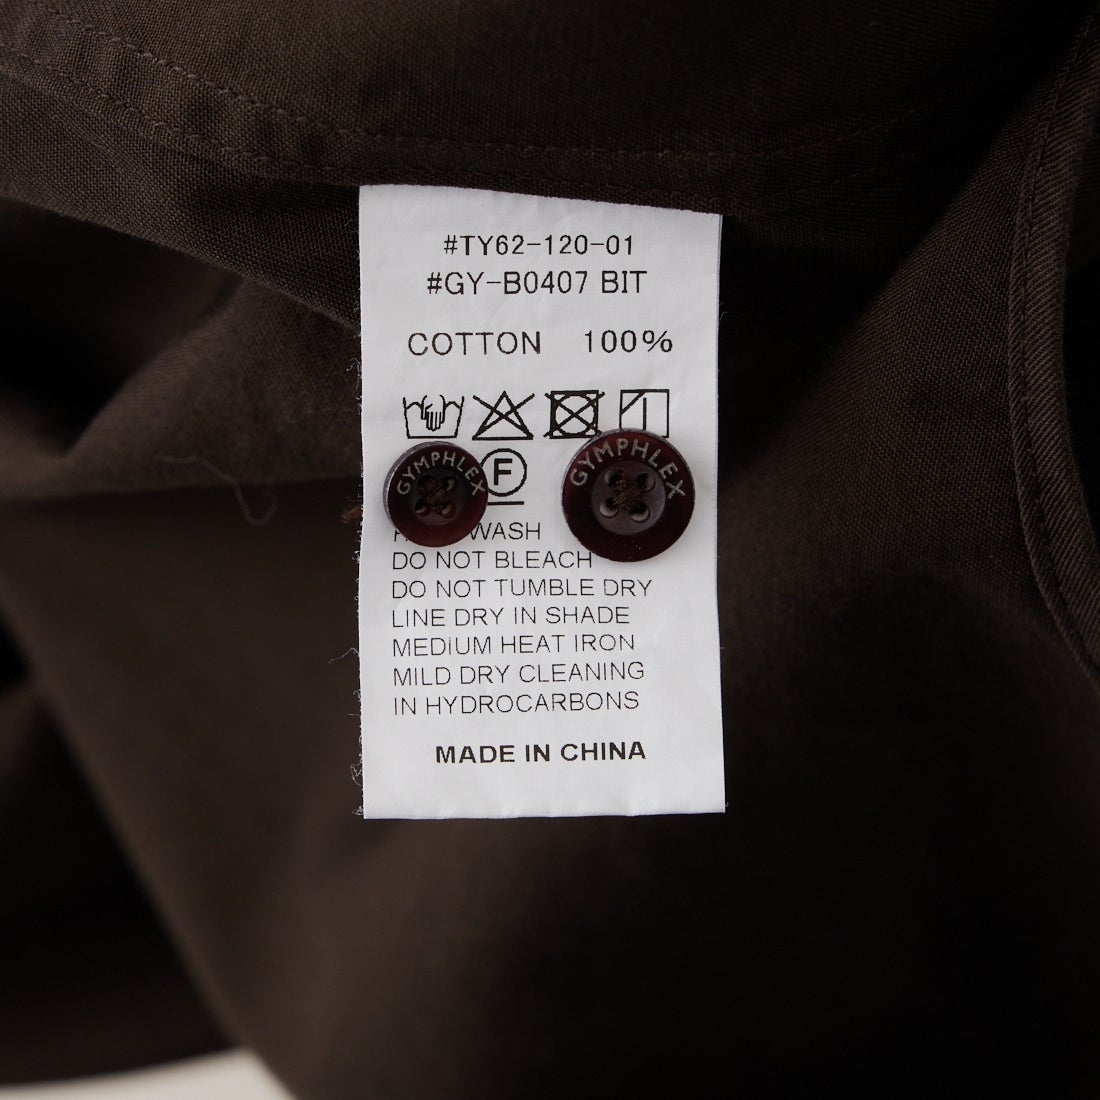 #TY62-120-01
#GY-B0407 BIT
COTTON 100%
GYMPHLEX
F
GYMPHLEX
WASH
DO NOT BLEACH
DO NOT TUMBLE DRY
LINE DRY IN SHADE
MEDIUM HEAT IRON
MILD DRY CLEANING
IN HYDROCARBONS
MADE IN CHINA